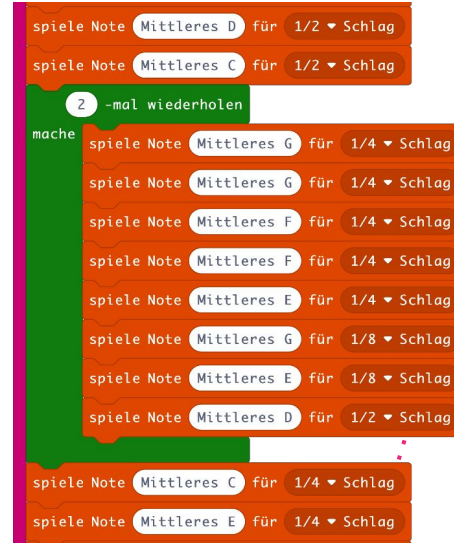 spiele Note Mittleres D für 1/2 Schlag
spiele Note Mittleres C für 1/2 Schlag
2 -mal wiederholen
mache
spiele Note Mittleres G für 1/4 Schlag
spiele Note Mittleres G für 1/4 Schlag
spiele Note Mittleres F für 1/4 Schlag
spiele Note Mittleres F für 1/4 Schlag
spiele Note Mittleres E für 1/4 Schlag
spiele Note Mittleres G für 1/8 Schlag
spiele Note Mittleres E für 1/8 Schlag
spiele Note Mittleres D für 1/2 Schlag
spiele Note Mittleres C für 1/4 Schlag
spiele Note Mittleres E für 1/4 Schlag